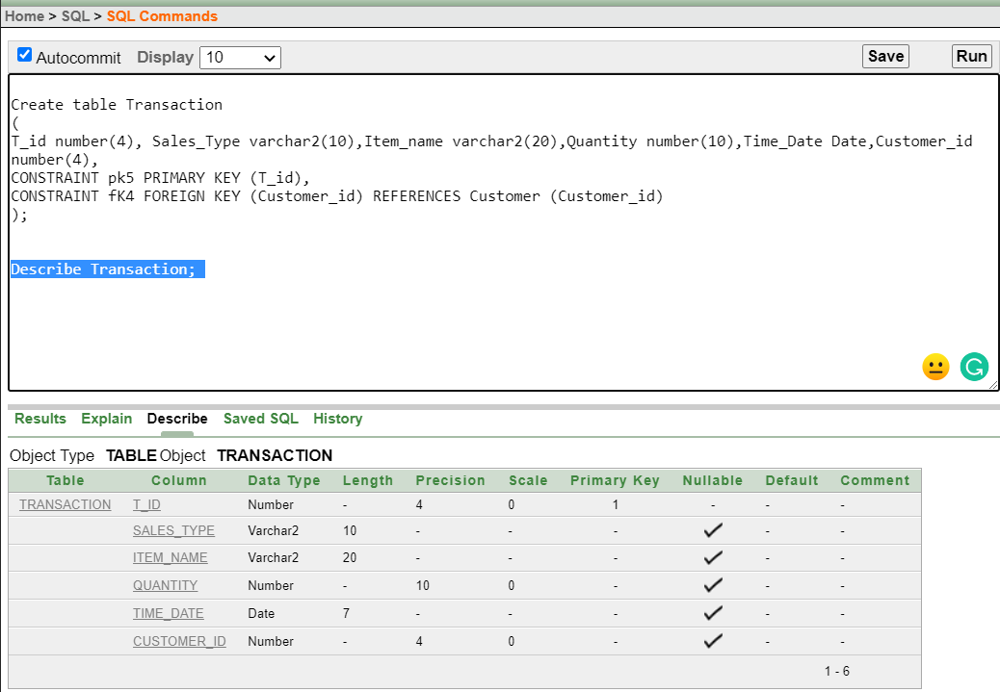 Home > SQL > SQL Commands
Autocommit Display 10 Save Run
Create table Transaction
(
T_id number(4), Sales_Type varchar2(10),Item_name varchar2(20),Quantity number(10),Time_Date Date,Customer_id
number(4),
CONSTRAINT pk5 PRIMARY KEY (T_id),
CONSTRAINT fK4 FOREIGN KEY (Customer_id) REFERENCES Customer (Customer_id)
);
Describe Transaction;
Results Explain Describe Saved SQL History
Object Type TABLE Object TRANSACTION
Table Column Data Type Length Precision Scale Primary Key Nullable Default Comment
TRANSACTION T_ID Number - 4 0 1 - - -
SALES_TYPE Varchar2 10 - - - - -
ITEM_NAME Varchar2 20 - - - - -
QUANTITY Number - 10 0 - - -
TIME_DATE Date 7 - - - - -
CUSTOMER_ID Number - 4 0 - - -
1 - 6